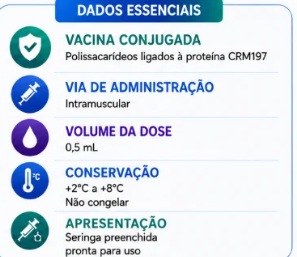 DADOS ESSENCIAIS
VACINA CONJUGADA
Polissacarídeos ligados à proteína CRM197
VIA DE ADMINISTRAÇÃO
Intramuscular
VOLUME DA DOSE
0,5 mL
°C
CONSERVAÇÃO
+2°C a +8°C
Não congelar
APRESENTAÇÃO
Seringa preenchida
pronta para uso